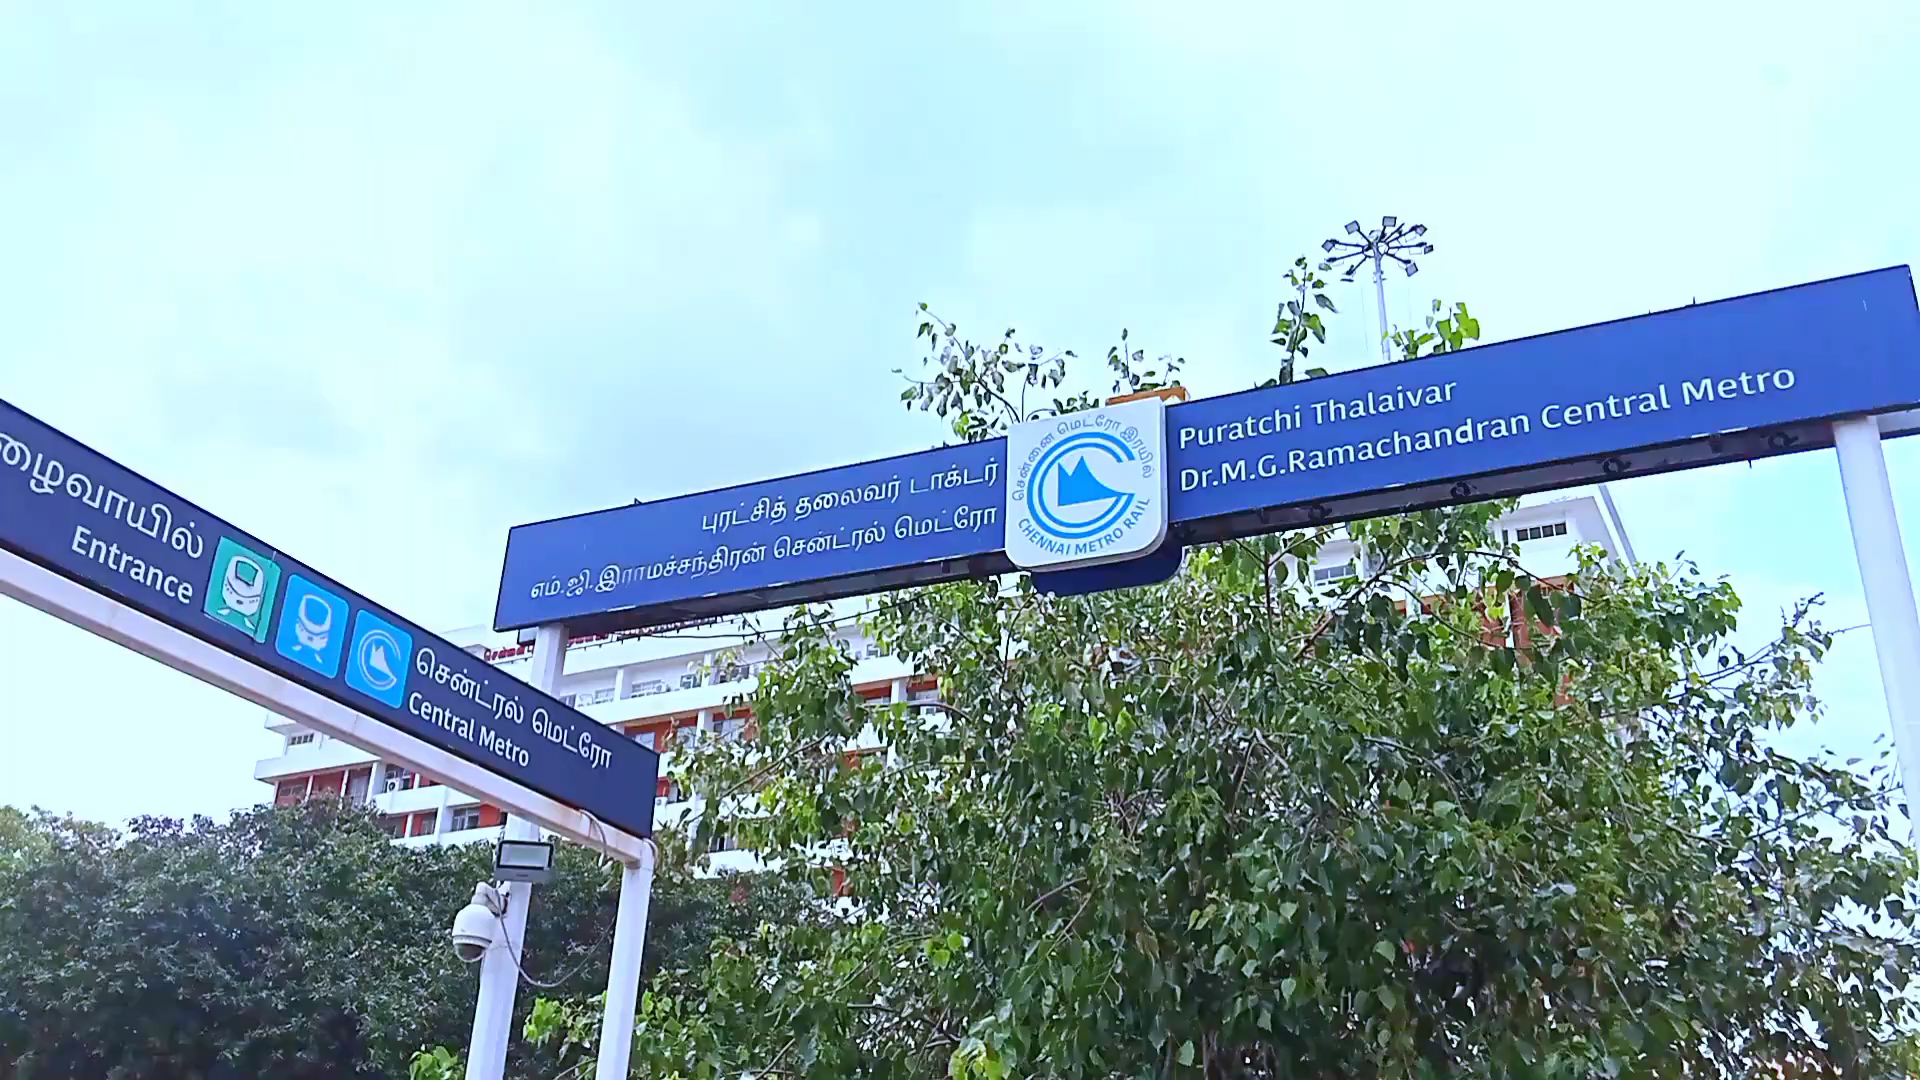 ழைவாயில்
Entrance
சென்ட்ரல் மெட்ரோ
Central Metro
புரட்சித் தலைவர் டாக்டர்
எம்.ஜி.இராமச்சந்திரன் சென்ட்ரல் மெட்ரோ
சென்னை மெட்ரோ இரயில்
CHENNAI METRO RAIL
Puratchi Thalaivar
Dr.M.G.Ramachandran Central Metro